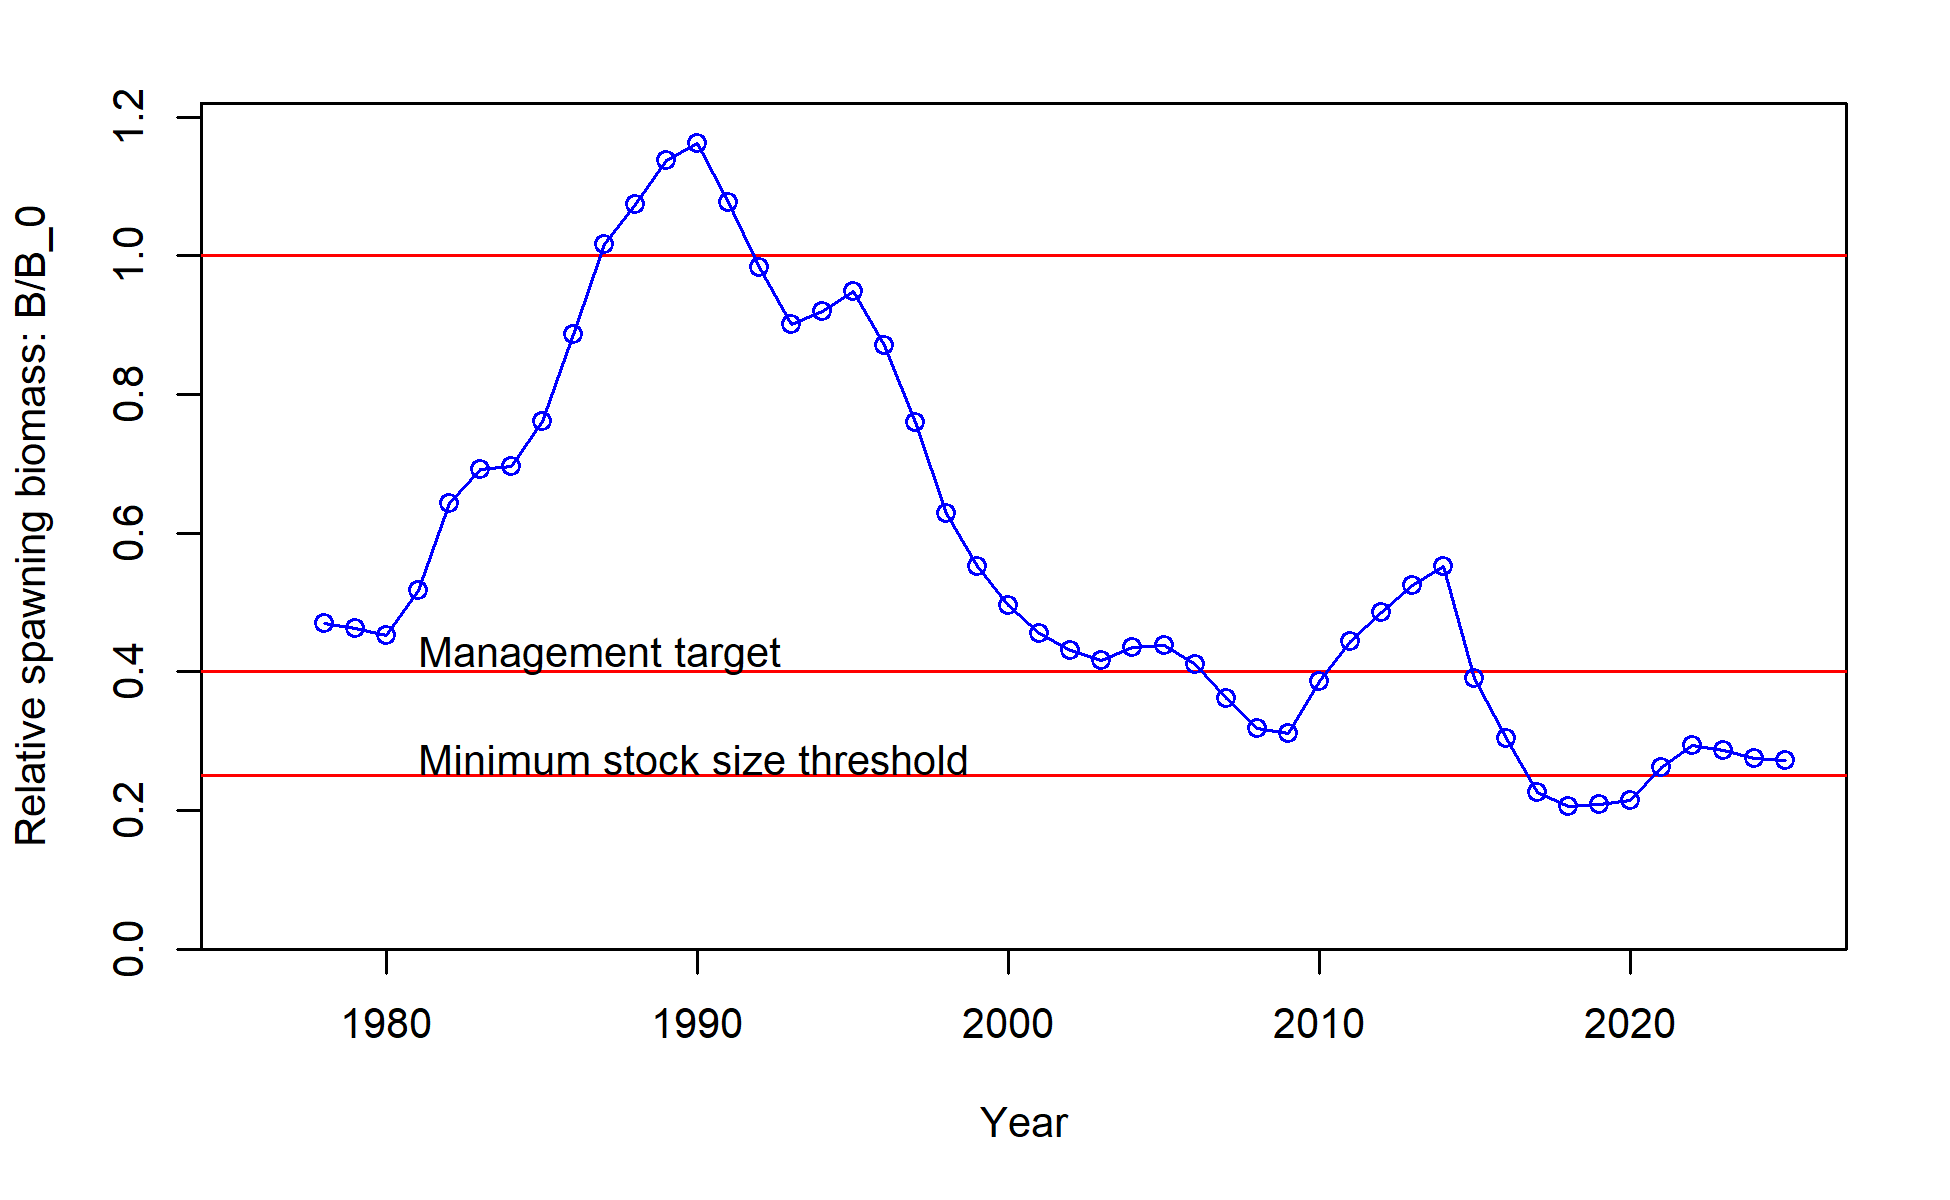 Relative spawning biomass: B/B_0
1.2
1.0
0.8
0.6
0.4
0.2
0.0
Management target
Minimum stock size threshold
1980 1990 2000 2010 2020
Year